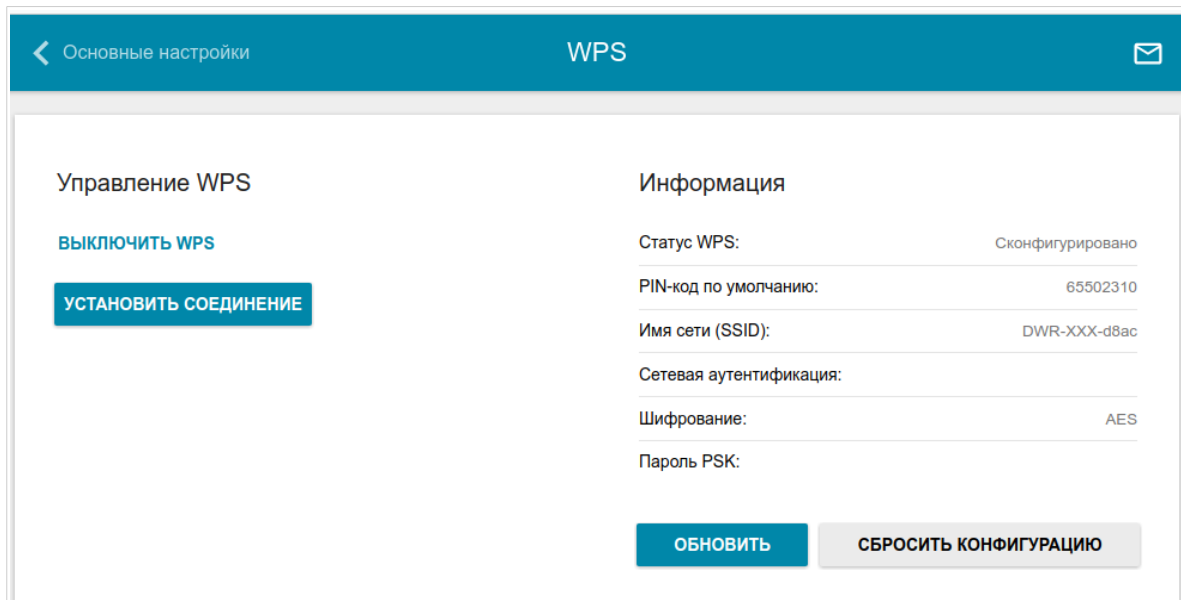 Основные настройки
WPS
Управление WPS
ВЫКЛЮЧИТЬ WPS
УСТАНОВИТЬ СОЕДИНЕНИЕ
Информация
Статус WPS: Сконфигурировано
PIN-код по умолчанию: 65502310
Имя сети (SSID): DWR-XXX-d8ac
Сетевая аутентификация:
Шифрование: AES
Пароль PSK:
ОБНОВИТЬ СБРОСИТЬ КОНФИГУРАЦИЮ